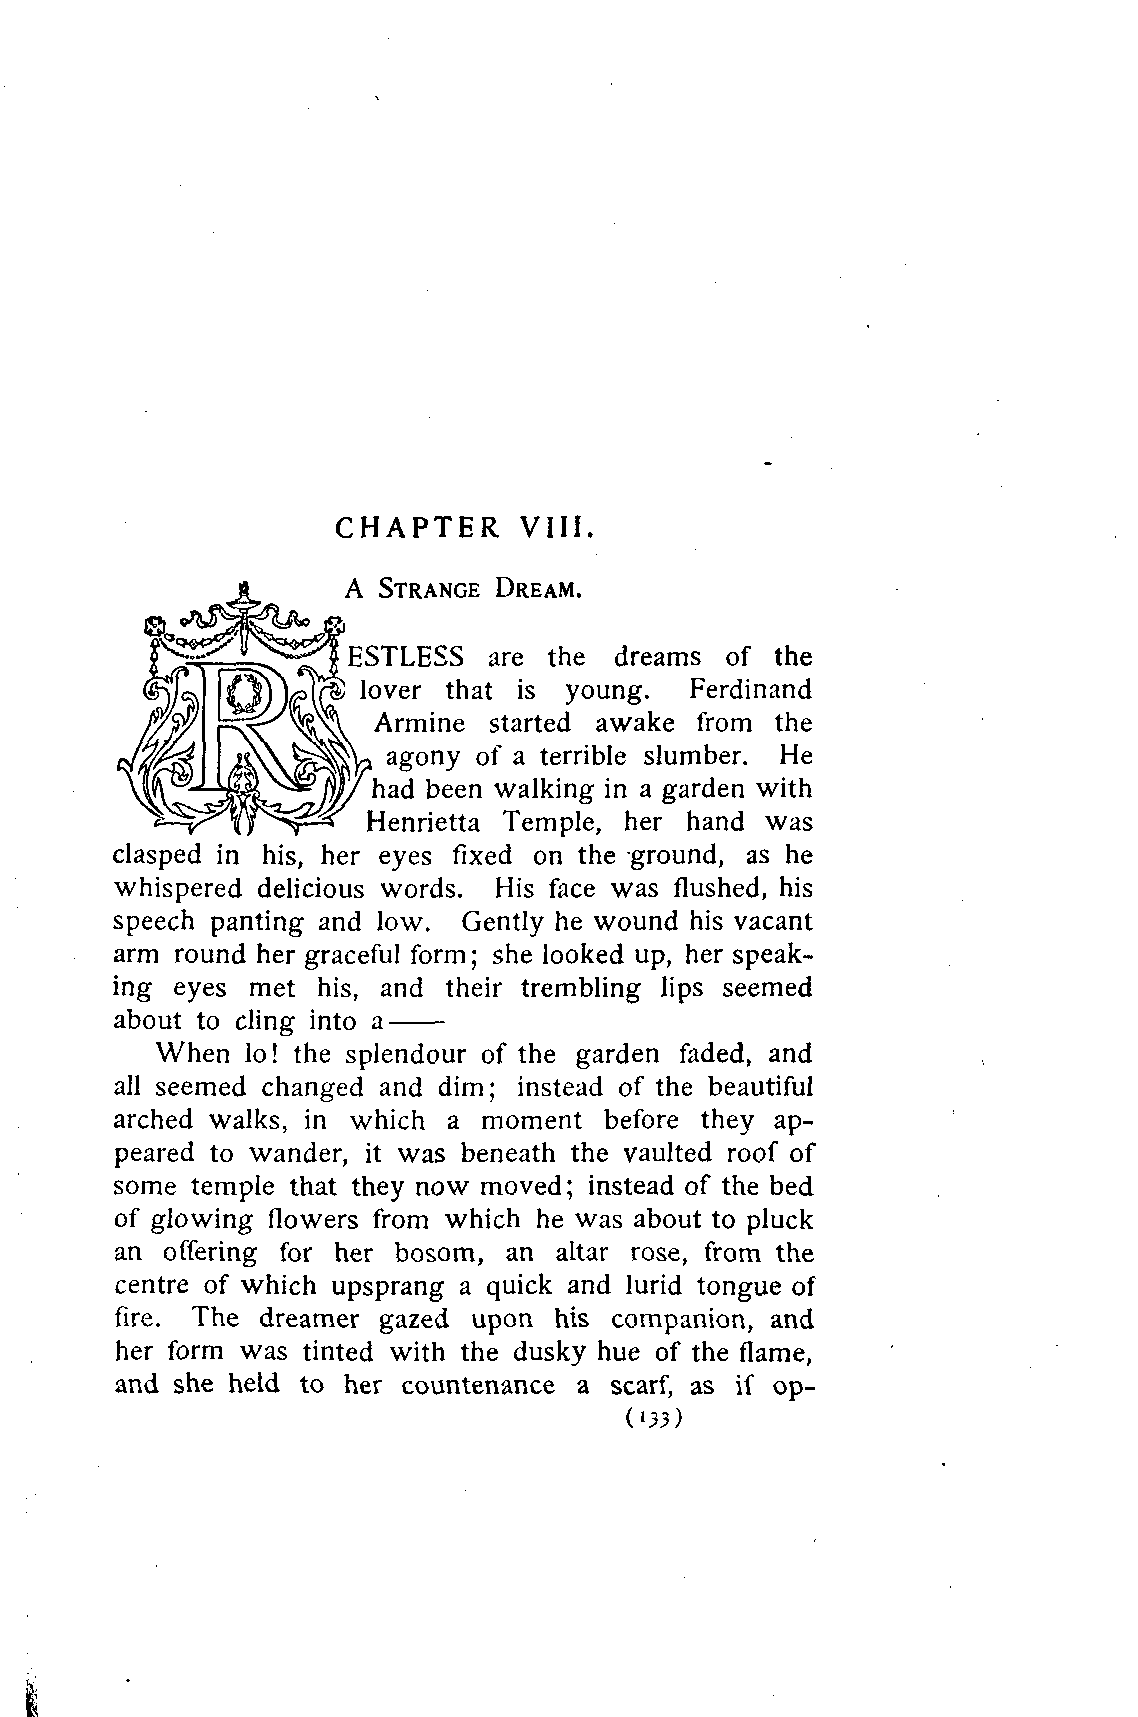 CHAPTER VIII.
A STRANGE DREAM.
RESTLESS are the dreams of the
lover that is young. Ferdinand
Armine started awake from the
agony of a terrible slumber. He
had been walking in a garden with
Henrietta Temple, her hand was
clasped in his, her eyes fixed on the ground, as he
whispered delicious words. His face was flushed, his
speech panting and low. Gently he wound his vacant
arm round her graceful form; she looked up, her speak-
ing eyes met his, and their trembling lips seemed
about to cling into a——
When lo! the splendour of the garden faded, and
all seemed changed and dim; instead of the beautiful
arched walks, in which a moment before they ap-
peared to wander, it was beneath the vaulted roof of
some temple that they now moved; instead of the bed
of glowing flowers from which he was about to pluck
an offering for her bosom, an altar rose, from the
centre of which upsprang a quick and lurid tongue of
fire. The dreamer gazed upon his companion, and
her form was tinted with the dusky hue of the flame,
and she held to her countenance a scarf, as if op-
(133)